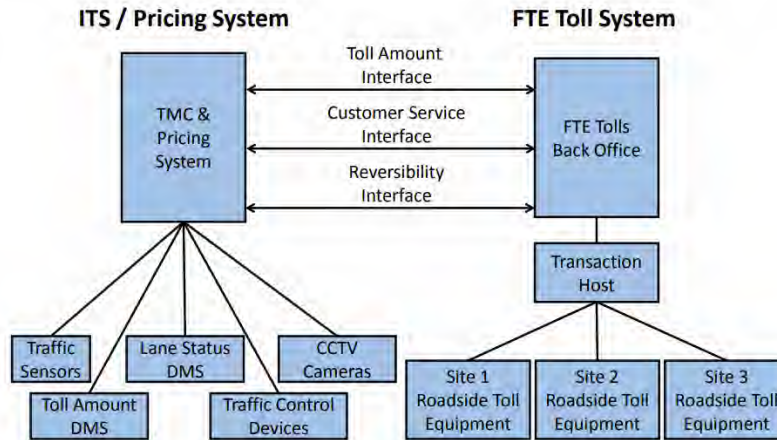 ITS / Pricing System
FTE Toll System
Toll Amount
Interface
Customer Service
Interface
Reversibility
Interface
TMC &
Pricing
System
FTE Tolls
Back Office
Transaction
Host
Traffic
Sensors
Lane Status
DMS
CCTV
Cameras
Toll Amount
DMS
Traffic Control
Devices
Site 1
Roadside Toll
Equipment
Site 2
Roadside Toll
Equipment
Site 3
Roadside Toll
Equipment